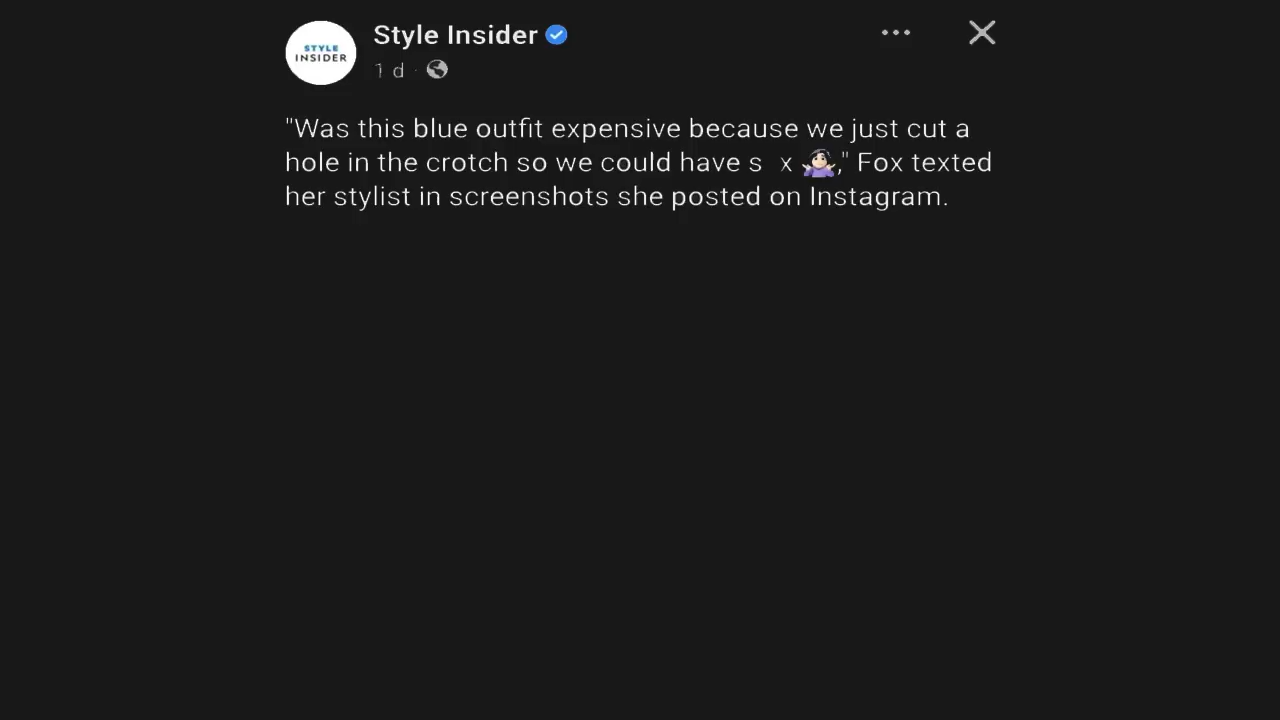 Style Insider
STYLE
INSIDER
1 d ·
"Was this blue outfit expensive because we just cut a
hole in the crotch so we could have s x 🤷🏻‍♀️," Fox texted
her stylist in screenshots she posted on Instagram.